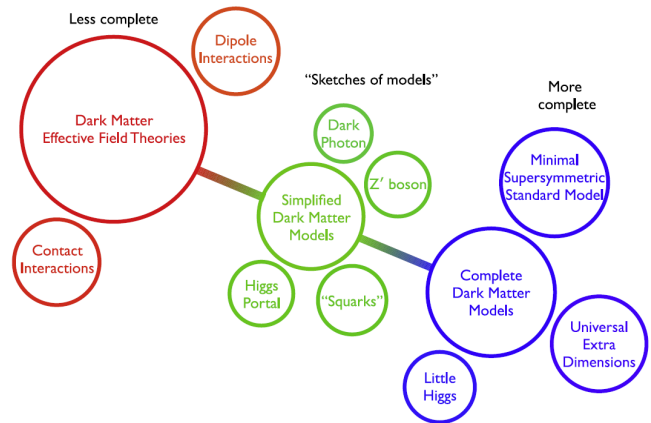 Less complete
Dipole
Interactions
Dark Matter
Effective Field Theories
Contact
Interactions
“Sketches of models”
Dark
Photon
Z′ boson
Simplified
Dark Matter
Models
Higgs
Portal
“Squarks”
More
complete
Minimal
Supersymmetric
Standard Model
Complete
Dark Matter
Models
Universal
Extra
Dimensions
Little
Higgs